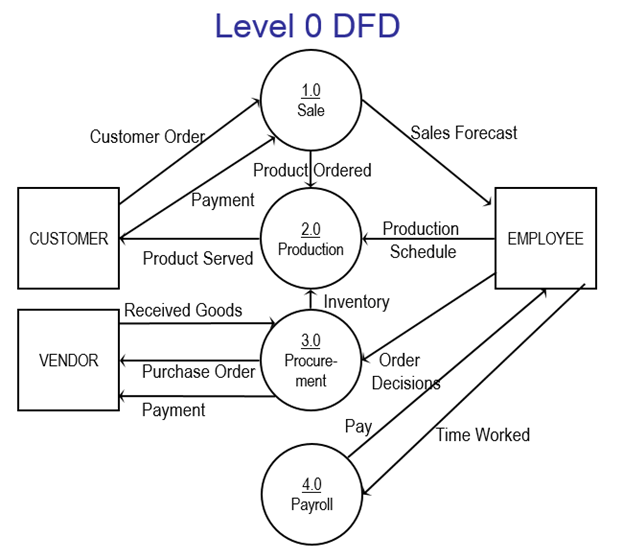 Level 0 DFD
1.0
Sale
Customer Order
Sales Forecast
Product Ordered
Payment
CUSTOMER
2.0
Production
Production
Schedule
EMPLOYEE
Product Served
Received Goods
Inventory
VENDOR
3.0
Procure-
ment
Purchase Order
Order
Decisions
Payment
Pay
Time Worked
4.0
Payroll